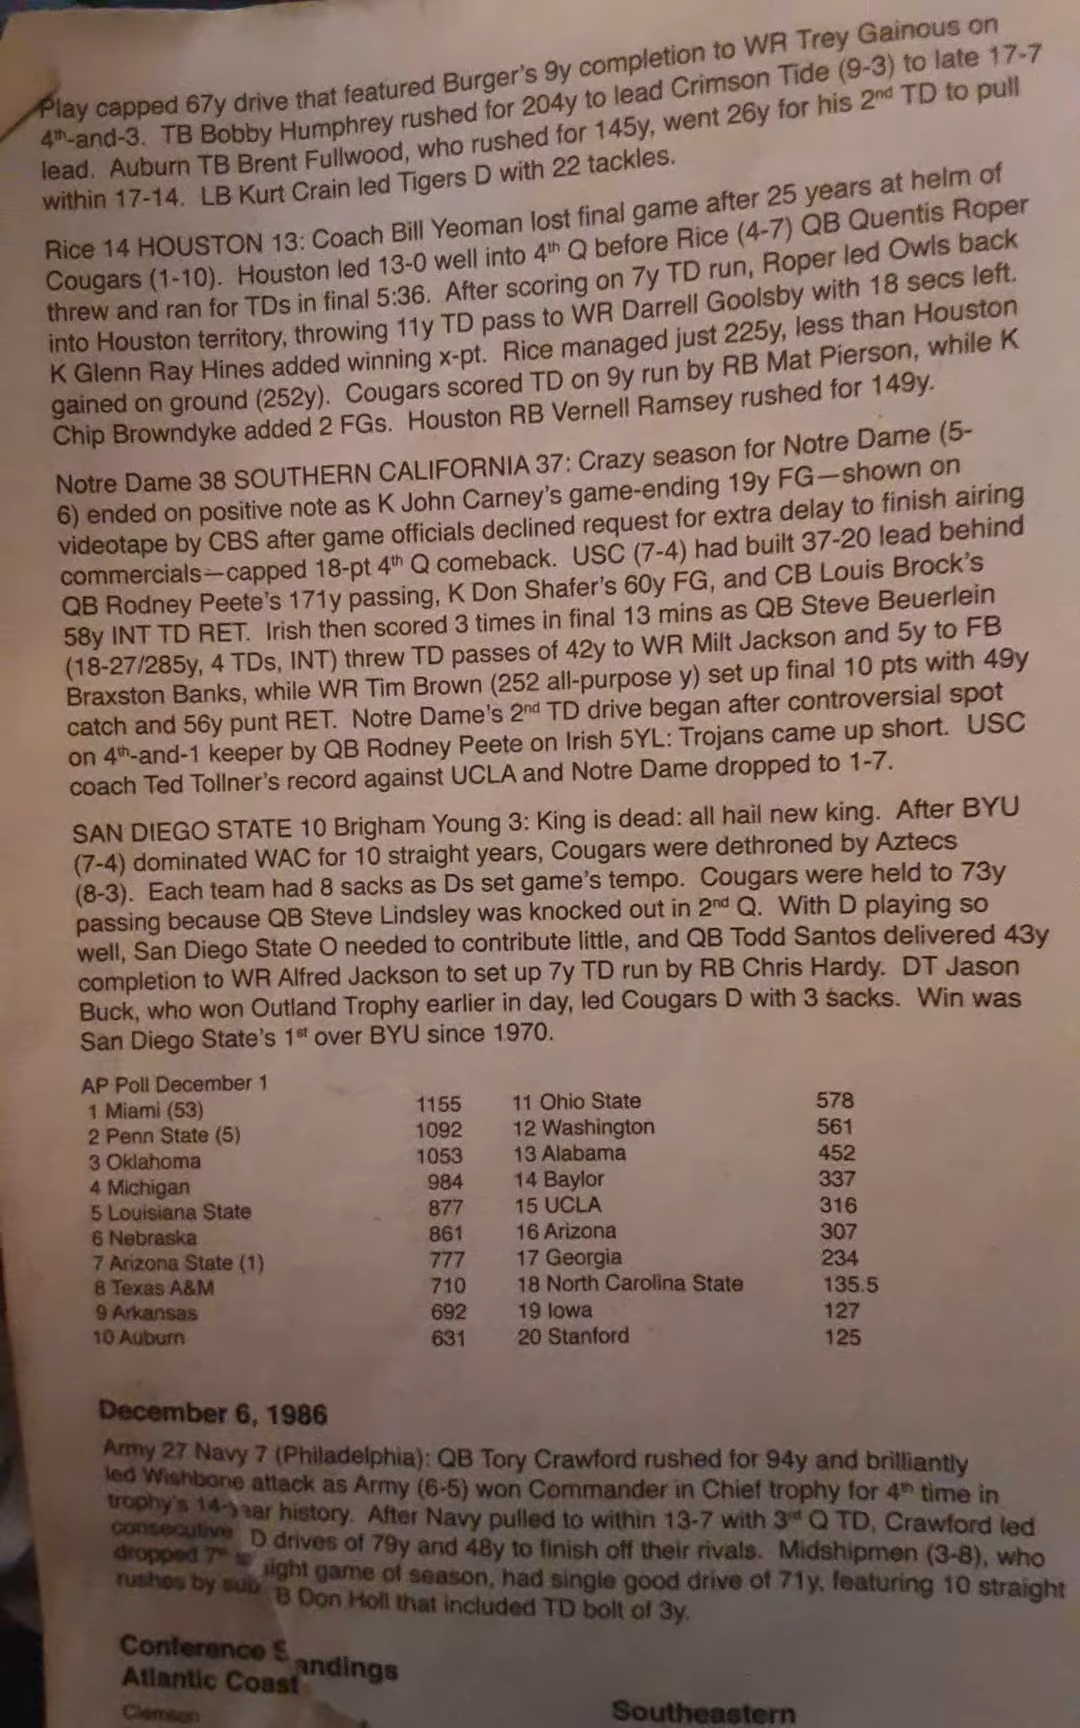 Play capped 67y drive that featured Burger's 9y completion to WR Trey Gainous on
4th-and-3. TB Bobby Humphrey rushed for 204y to lead Crimson Tide (9-3) to late 17-7
lead. Auburn TB Brent Fullwood, who rushed for 145y, went 26y for his 2nd TD to pull
within 17-14. LB Kurt Crain led Tigers D with 22 tackles.
Rice 14 HOUSTON 13: Coach Bill Yeoman lost final game after 25 years at helm of
Cougars (1-10). Houston led 13-0 well into 4th Q before Rice (4-7) QB Quentis Roper
threw and ran for TDs in final 5:36. After scoring on 7y TD run, Roper led Owls back
into Houston territory, throwing 11y TD pass to WR Darrell Goolsby with 18 secs left.
K Glenn Ray Hines added winning x-pt. Rice managed just 225y, less than Houston
gained on ground (252y). Cougars scored TD on 9y run by RB Mat Pierson, while K
Chip Browndyke added 2 FGs. Houston RB Vernell Ramsey rushed for 149y.
Notre Dame 38 SOUTHERN CALIFORNIA 37: Crazy season for Notre Dame (5-
6) ended on positive note as K John Carney's game-ending 19y FG—shown on
videotape by CBS after game officials declined request for extra delay to finish airing
commercials—capped 18-pt 4th Q comeback. USC (7-4) had built 37-20 lead behind
QB Rodney Peete's 171y passing, K Don Shafer's 60y FG, and CB Louis Brock's
58y INT TD RET. Irish then scored 3 times in final 13 mins as QB Steve Beuerlein
(18-27/285y, 4 TDs, INT) threw TD passes of 42y to WR Milt Jackson and 5y to FB
Braxston Banks, while WR Tim Brown (252 all-purpose y) set up final 10 pts with 49y
catch and 56y punt RET. Notre Dame's 2nd TD drive began after controversial spot
on 4th-and-1 keeper by QB Rodney Peete on Irish 5YL: Trojans came up short. USC
coach Ted Tollner's record against UCLA and Notre Dame dropped to 1-7.
SAN DIEGO STATE 10 Brigham Young 3: King is dead: all hail new king. After BYU
(7-4) dominated WAC for 10 straight years, Cougars were dethroned by Aztecs
(8-3). Each team had 8 sacks as Ds set game's tempo. Cougars were held to 73y
passing because QB Steve Lindsley was knocked out in 2nd Q. With D playing so
well, San Diego State O needed to contribute little, and QB Todd Santos delivered 43y
completion to WR Alfred Jackson to set up 7y TD run by RB Chris Hardy. DT Jason
Buck, who won Outland Trophy earlier in day, led Cougars D with 3 sacks. Win was
San Diego State's 1st over BYU since 1970.
AP Poll December 1
1 Miami (53) 1155 11 Ohio State 578
2 Penn State (5) 1092 12 Washington 561
3 Oklahoma 1053 13 Alabama 452
4 Michigan 984 14 Baylor 337
5 Louisiana State 877 15 UCLA 316
6 Nebraska 861 16 Arizona 307
7 Arizona State (1) 777 17 Georgia 234
8 Texas A&M 710 18 North Carolina State 135.5
9 Arkansas 692 19 Iowa 127
10 Auburn 631 20 Stanford 125
December 6, 1986
Army 27 Navy 7 (Philadelphia): QB Tory Crawford rushed for 94y and brilliantly
led Wishbone attack as Army (6-5) won Commander in Chief trophy for 4th time in
trophy's history. After Navy pulled to within 13-7 with 3rd Q TD, Crawford led
consecutive D drives of 79y and 48y to finish off their rivals. Midshipmen (3-8), who
dropped 7th game of season, had single good drive of 71y, featuring 10 straight
rushes by sub Don Holl that included TD bolt of 3y.
Conference
Atlantic Coast
Clemson
Southeastern